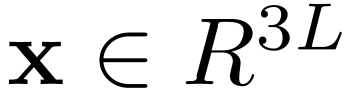 𝐱 ∈ R^{3L}